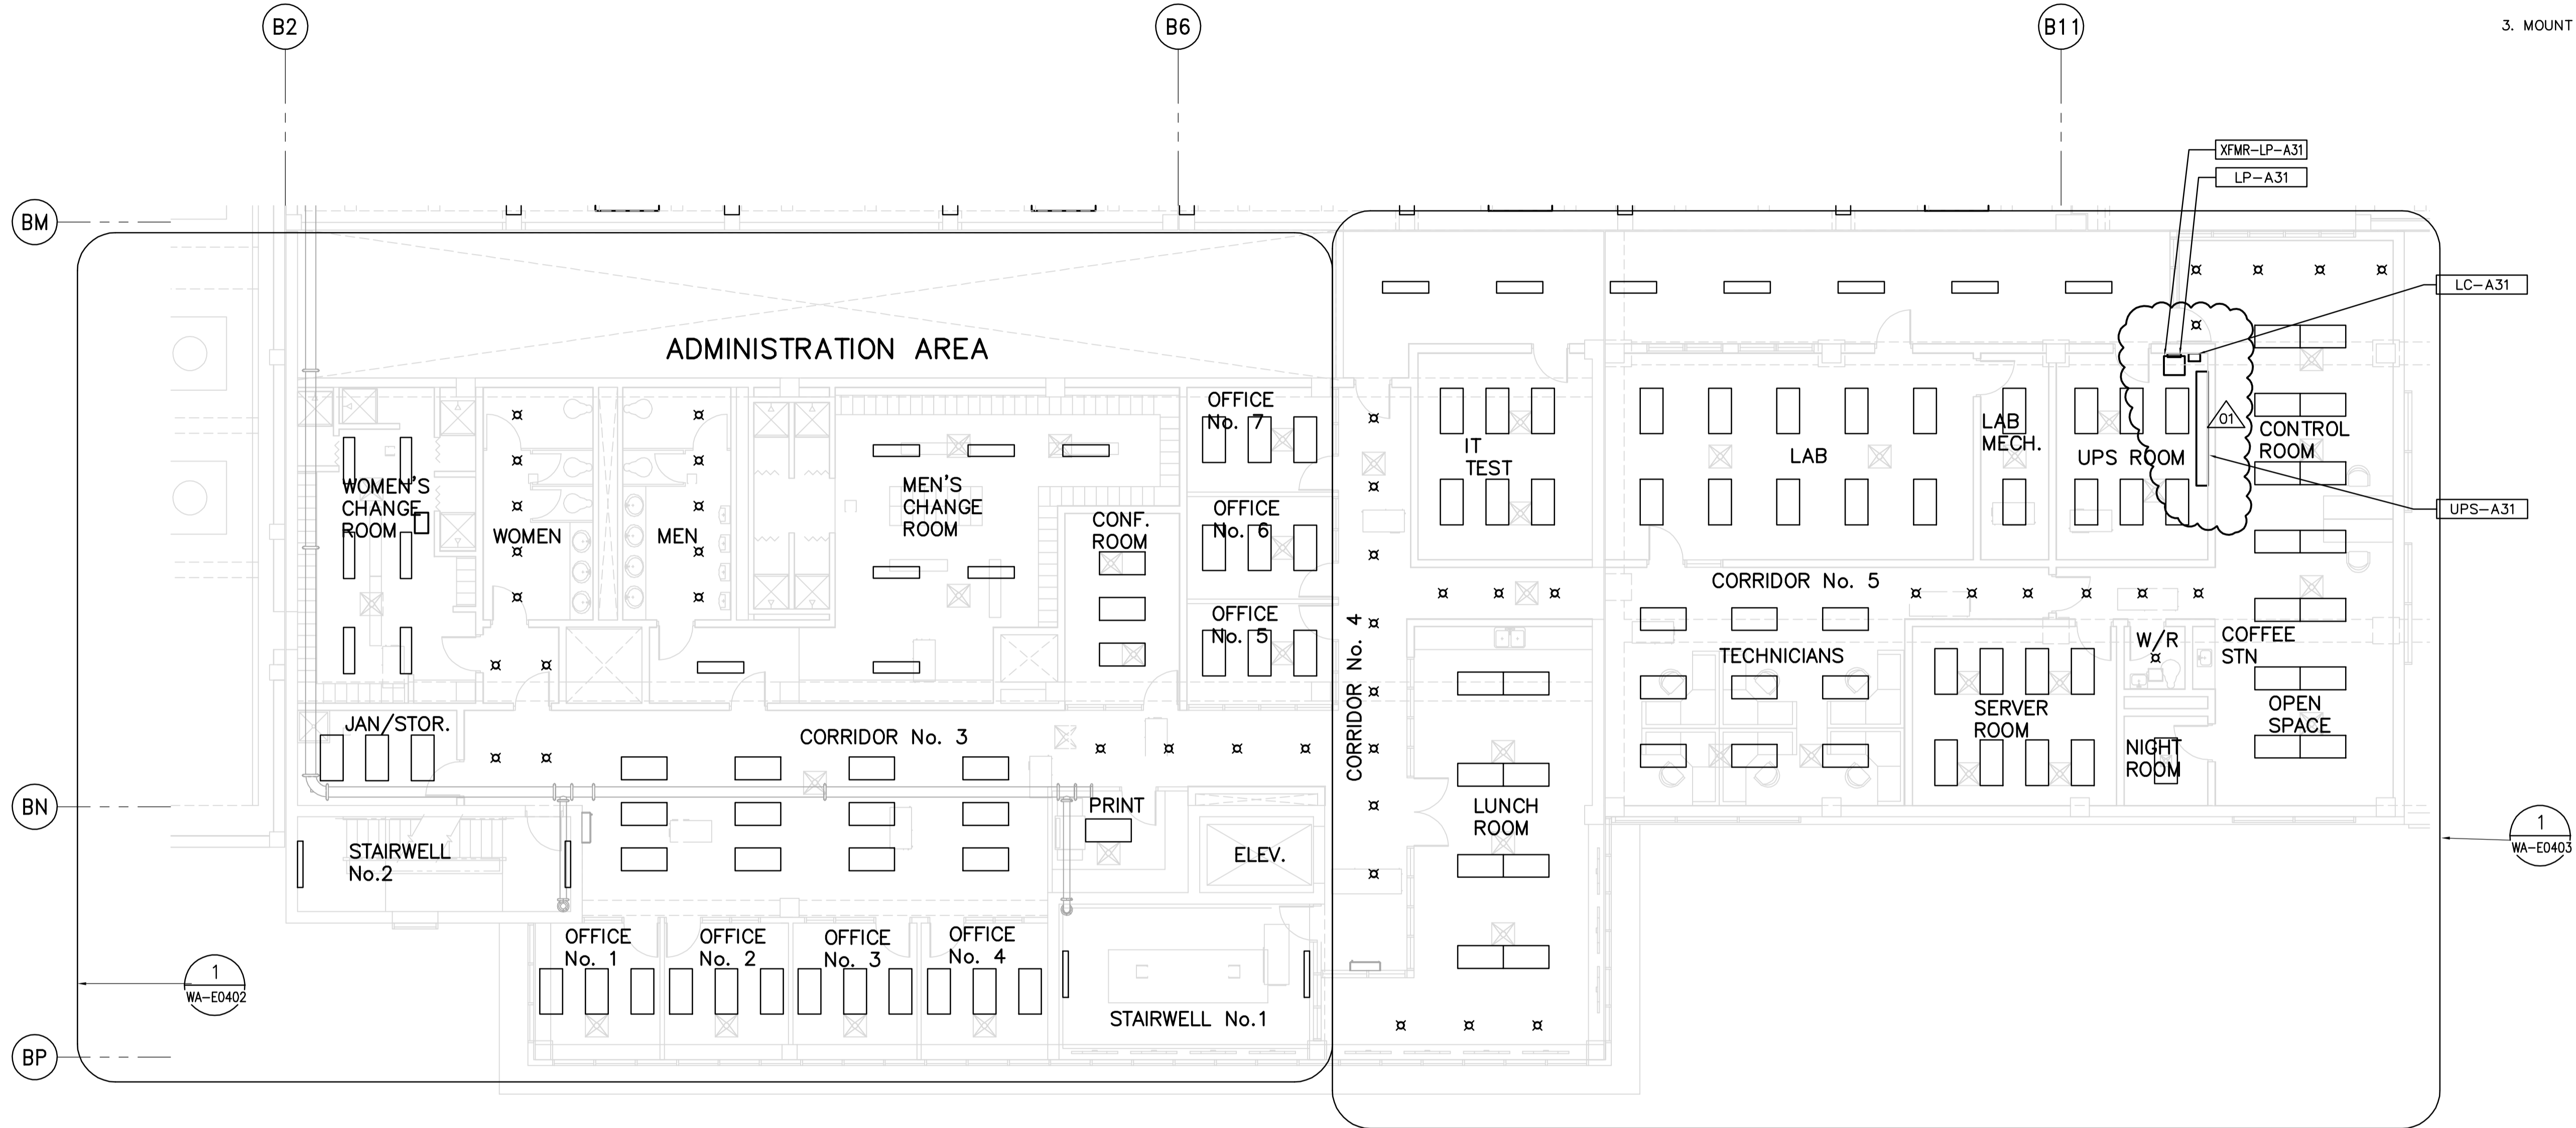 B2
B6
B11
3. MOUNT
XFMR-LP-A31
LP-A31
BM
LC-A31
ADMINISTRATION AREA
OFFICE
No. 7
01
IT
TEST
LAB
LAB
MECH.
UPS ROOM
CONTROL
ROOM
WOMEN'S
CHANGE
ROOM
MEN'S
CHANGE
ROOM
UPS-A31
WOMEN
MEN
CONF.
ROOM
OFFICE
No. 6
CORRIDOR No. 5
OFFICE
No. 5
W/R
COFFEE
STN
CORRIDOR No. 4
TECHNICIANS
SERVER
ROOM
OPEN
SPACE
JAN/STOR.
CORRIDOR No. 3
NIGHT
ROOM
BN
PRINT
LUNCH
ROOM
1
WA-E0403
STAIRWELL
No.2
ELEV.
OFFICE
No. 1
OFFICE
No. 2
OFFICE
No. 3
OFFICE
No. 4
1
WA-E0402
STAIRWELL No.1
BP